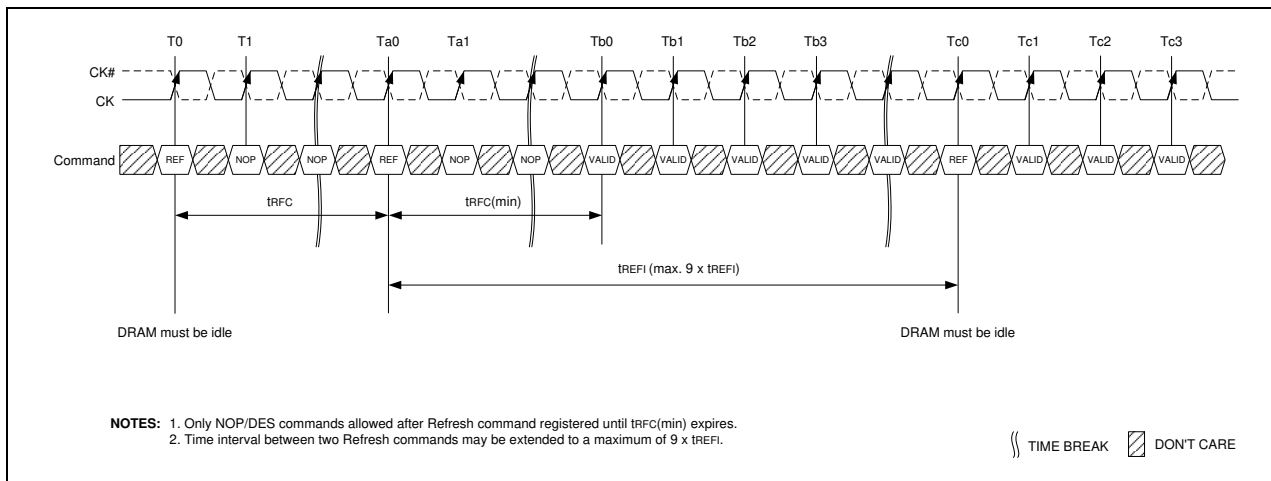 T0 T1 Ta0 Ta1 Tb0 Tb1 Tb2 Tb3 Tc0 Tc1 Tc2 Tc3
CK#
CK
Command REF NOP NOP REF NOP NOP VALID VALID VALID VALID VALID REF VALID VALID VALID
tRFC tRFC(min)
tREFI (max. 9 x tREFI)
DRAM must be idle DRAM must be idle
NOTES: 1. Only NOP/DES commands allowed after Refresh command registered until tRFC(min) expires.
2. Time interval between two Refresh commands may be extended to a maximum of 9 x tREFI.
TIME BREAK DON'T CARE